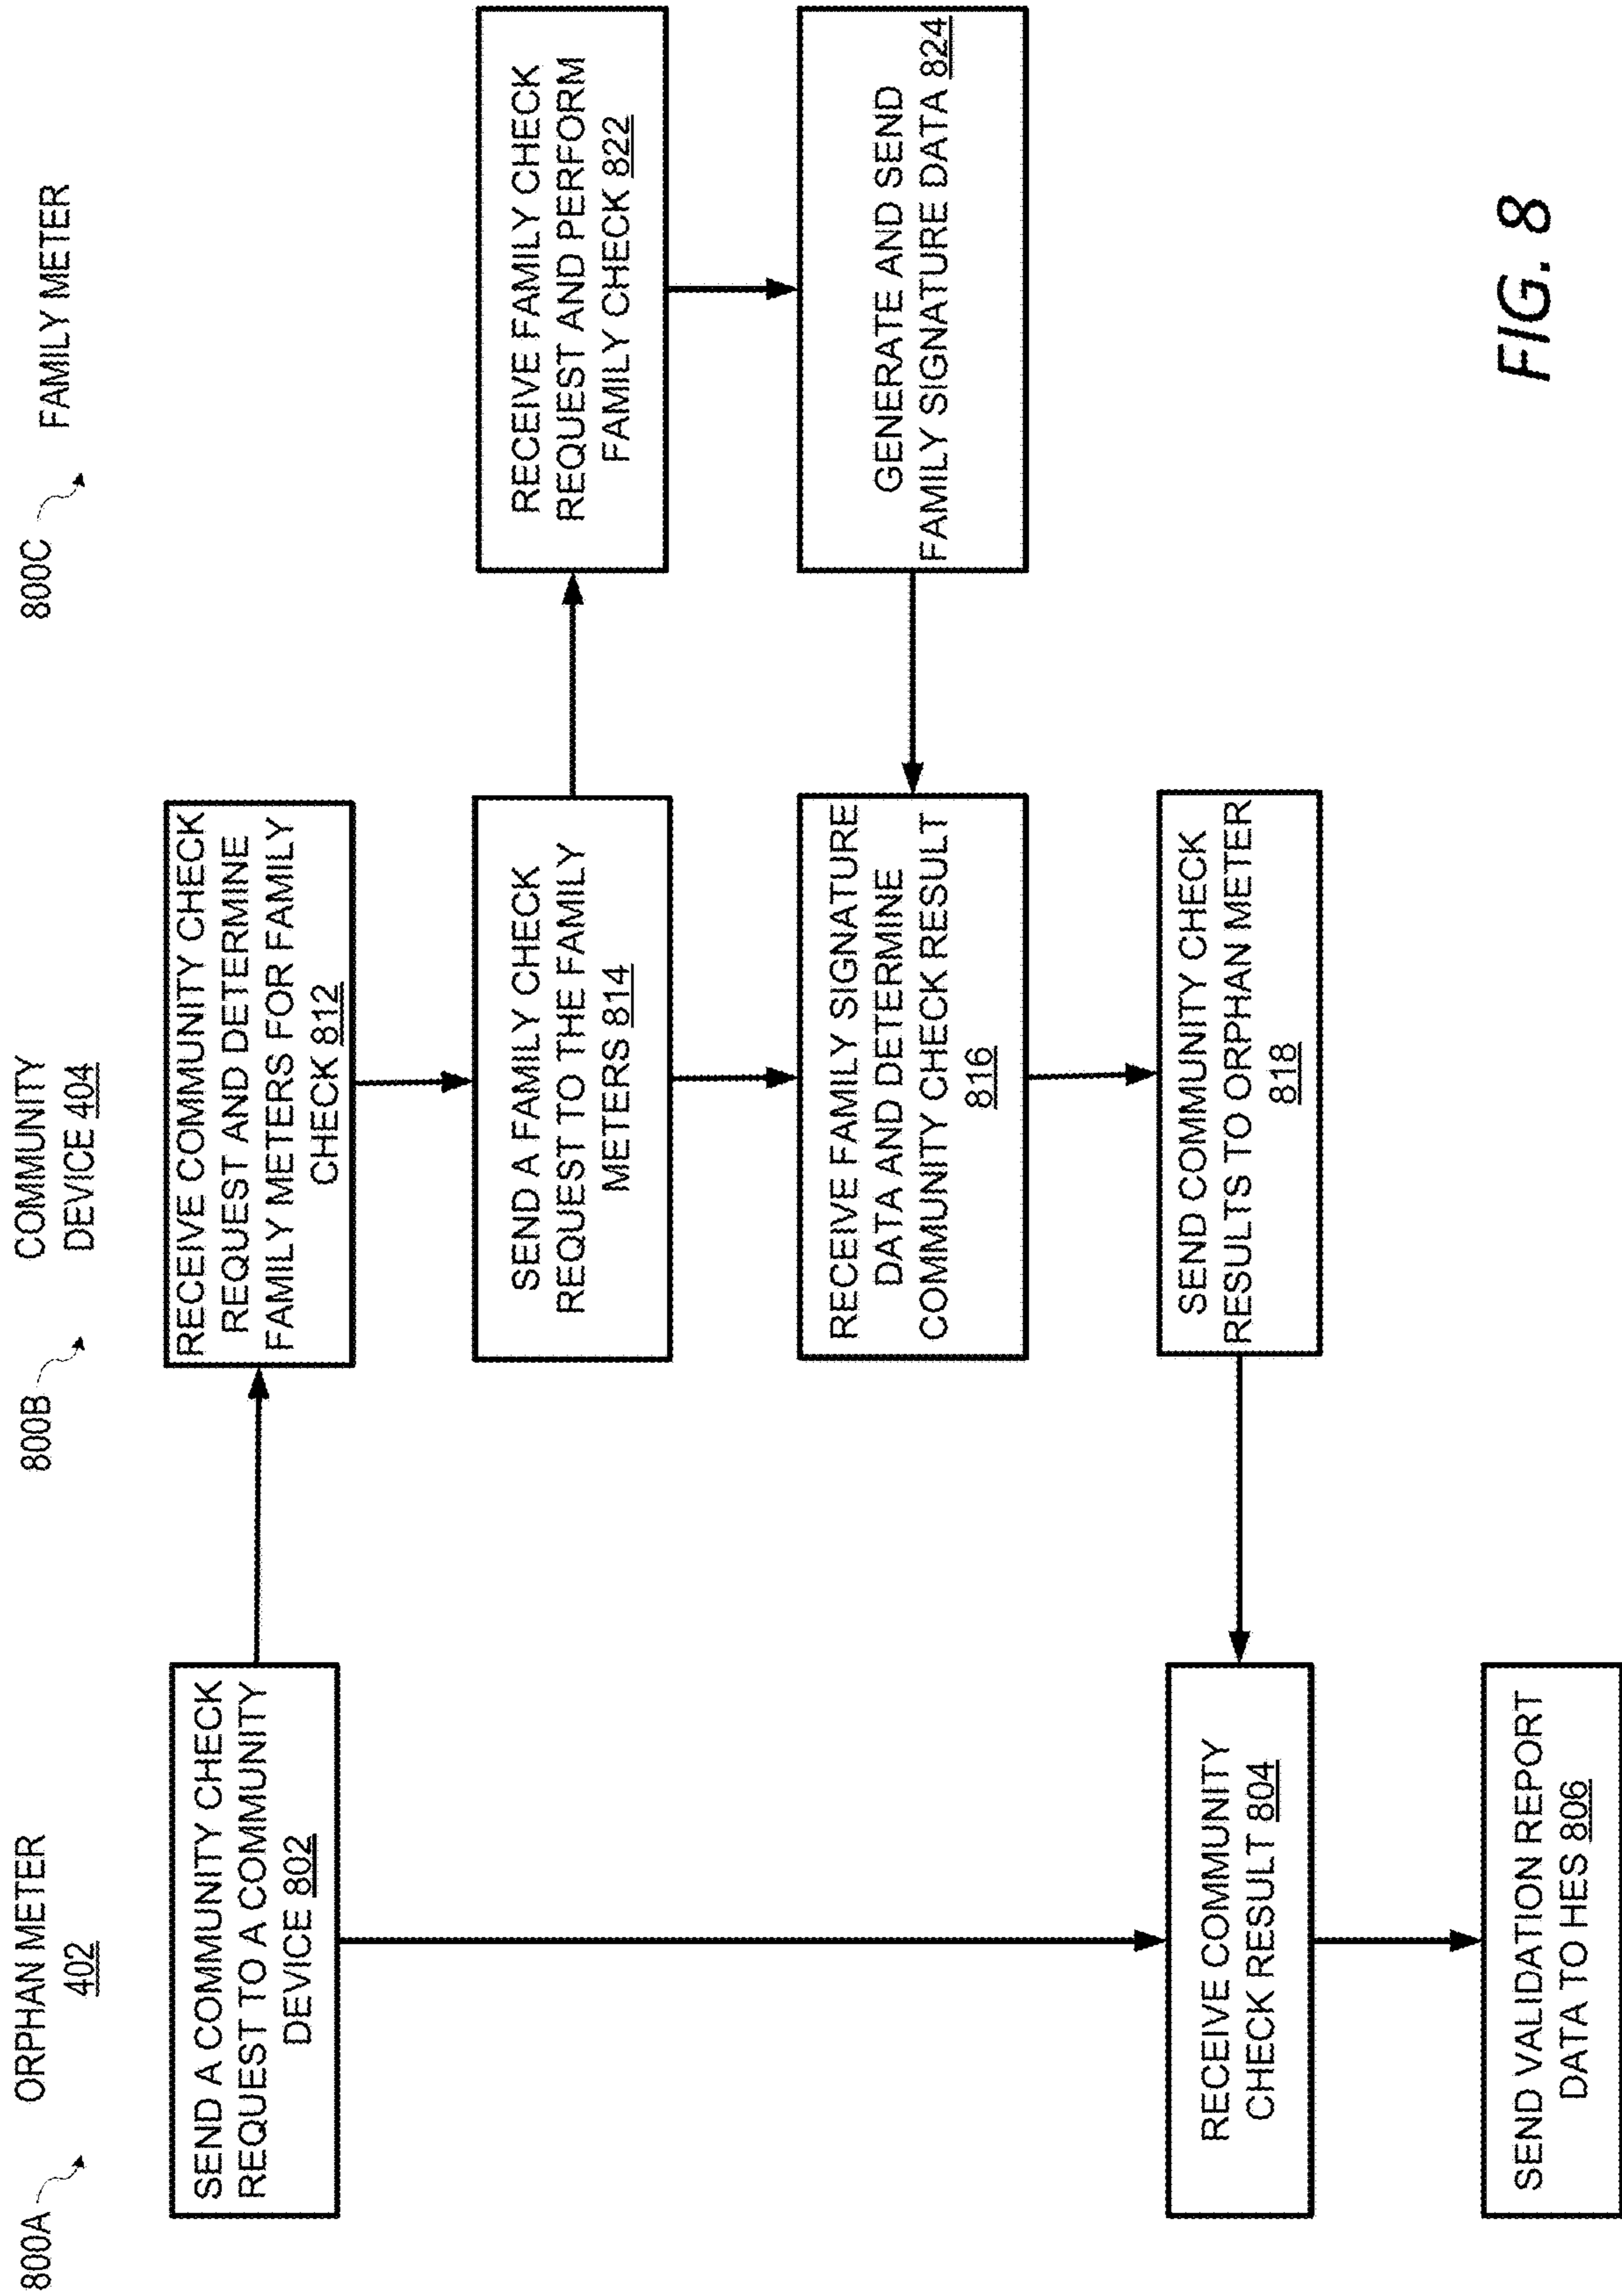 800A
ORPHAN METER
402
800B
COMMUNITY
DEVICE 404
800C
FAMILY METER
SEND A COMMUNITY CHECK
REQUEST TO A COMMUNITY
DEVICE 802
RECEIVE COMMUNITY CHECK
REQUEST AND DETERMINE
FAMILY METERS FOR FAMILY
CHECK 812
SEND A FAMILY CHECK
REQUEST TO THE FAMILY
METERS 814
RECEIVE FAMILY CHECK
REQUEST AND PERFORM
FAMILY CHECK 822
RECEIVE FAMILY SIGNATURE
DATA AND DETERMINE
COMMUNITY CHECK RESULT
816
GENERATE AND SEND
FAMILY SIGNATURE DATA 824
RECEIVE COMMUNITY
CHECK RESULT 804
SEND COMMUNITY CHECK
RESULTS TO ORPHAN METER
818
SEND VALIDATION REPORT
DATA TO HES 806
FIG. 8